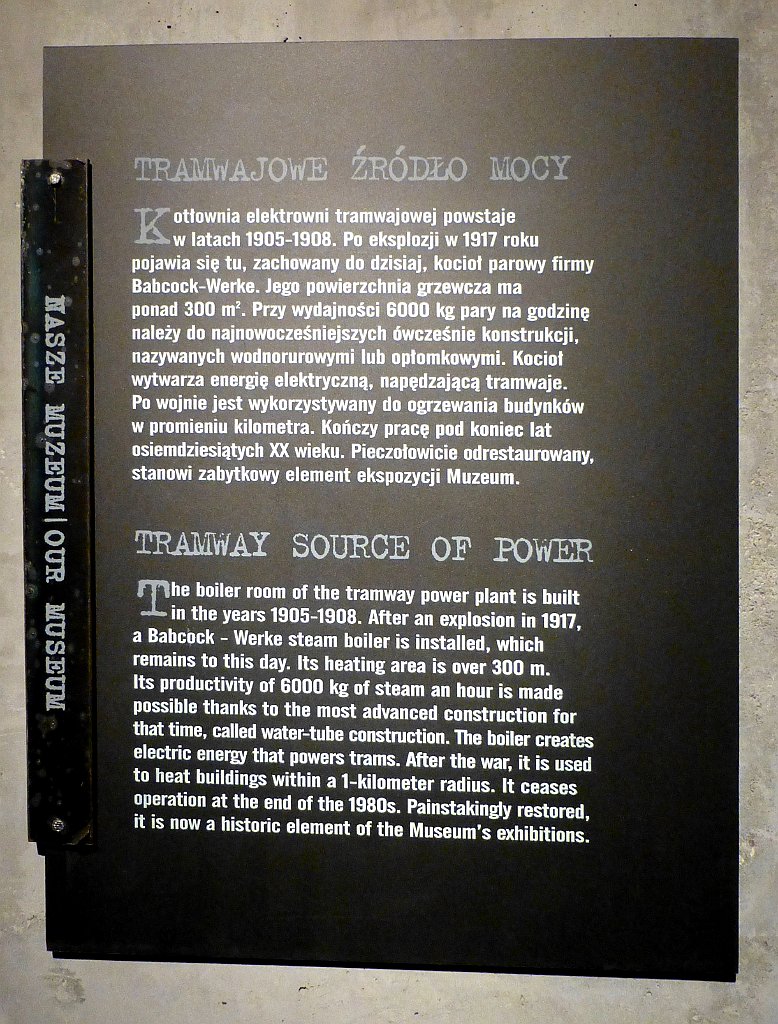 NASZE MUZEUM | OUR MUSEUM
TRAMWAJOWE ŹRÓDŁO MOCY
Kotłownia elektrowni tramwajowej powstaje
w latach 1905-1908. Po eksplozji w 1917 roku
pojawia się tu, zachowany do dzisiaj, kocioł parowy firmy
Babcock-Werke. Jego powierzchnia grzewcza ma
ponad 300 m². Przy wydajności 6000 kg pary na godzinę
należy do najnowocześniejszych ówcześnie konstrukcji,
nazywanych wodnorurowymi lub opłomkowymi. Kocioł
wytwarza energię elektryczną, napędzającą tramwaje.
Po wojnie jest wykorzystywany do ogrzewania budynków
w promieniu kilometra. Kończy pracę pod koniec lat
osiemdziesiątych XX wieku. Pieczołowicie odrestaurowany,
stanowi zabytkowy element ekspozycji Muzeum.
TRAMWAY SOURCE OF POWER
The boiler room of the tramway power plant is built
in the years 1905-1908. After an explosion in 1917,
a Babcock - Werke steam boiler is installed, which
remains to this day. Its heating area is over 300 m.
Its productivity of 6000 kg of steam an hour is made
possible thanks to the most advanced construction for
that time, called water-tube construction. The boiler creates
electric energy that powers trams. After the war, it is used
to heat buildings within a 1-kilometer radius. It ceases
operation at the end of the 1980s. Painstakingly restored,
it is now a historic element of the Museum's exhibitions.